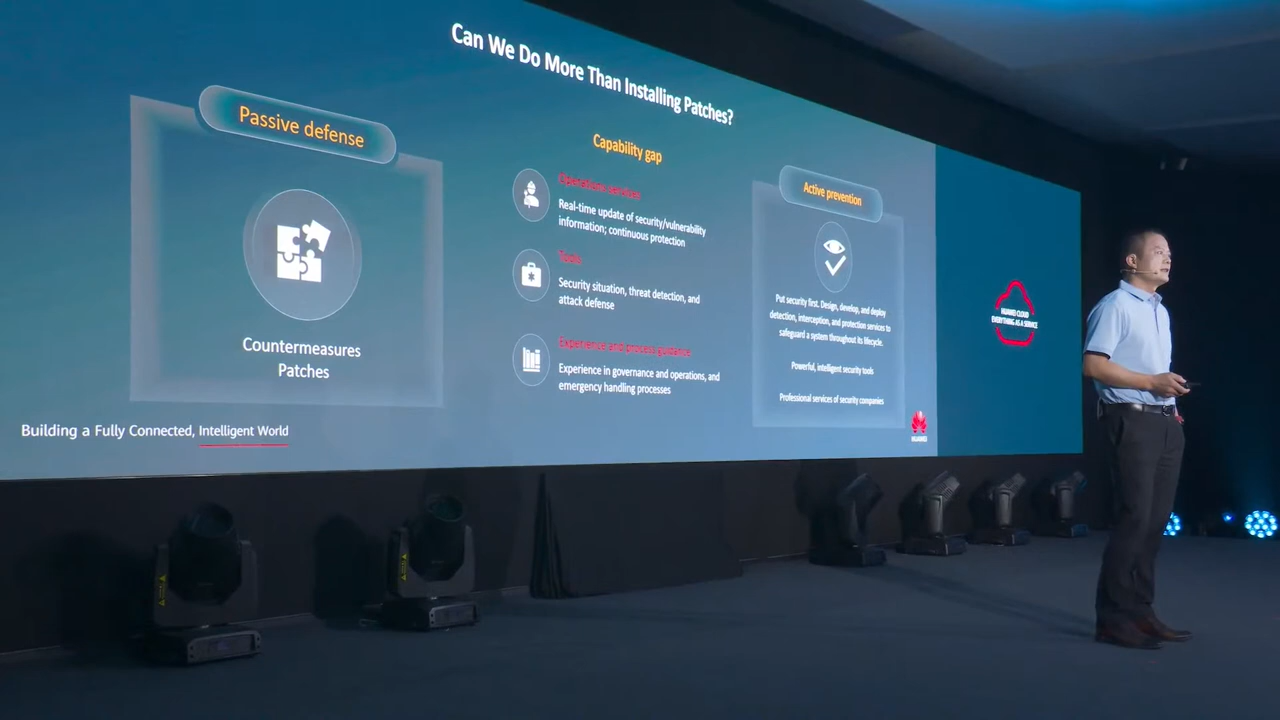 Can We Do More Than Installing Patches?
Passive defense
Countermeasures
Patches
Capability gap
Operations services
Real-time update of security/vulnerability
information; continuous protection
Tools
Security situation, threat detection, and
attack defense
Experience and process guidance
Experience in governance and operations, and
emergency handling processes
Active prevention
Put security first. Design, develop, and deploy
detection, interception, and protection services to
safeguard a system throughout its lifecycle.
Powerful, intelligent security tools
Professional services of security companies
Building a Fully Connected, Intelligent World
HUAWEI
HUAWEI CLOUD
EVERYTHING AS A SERVICE